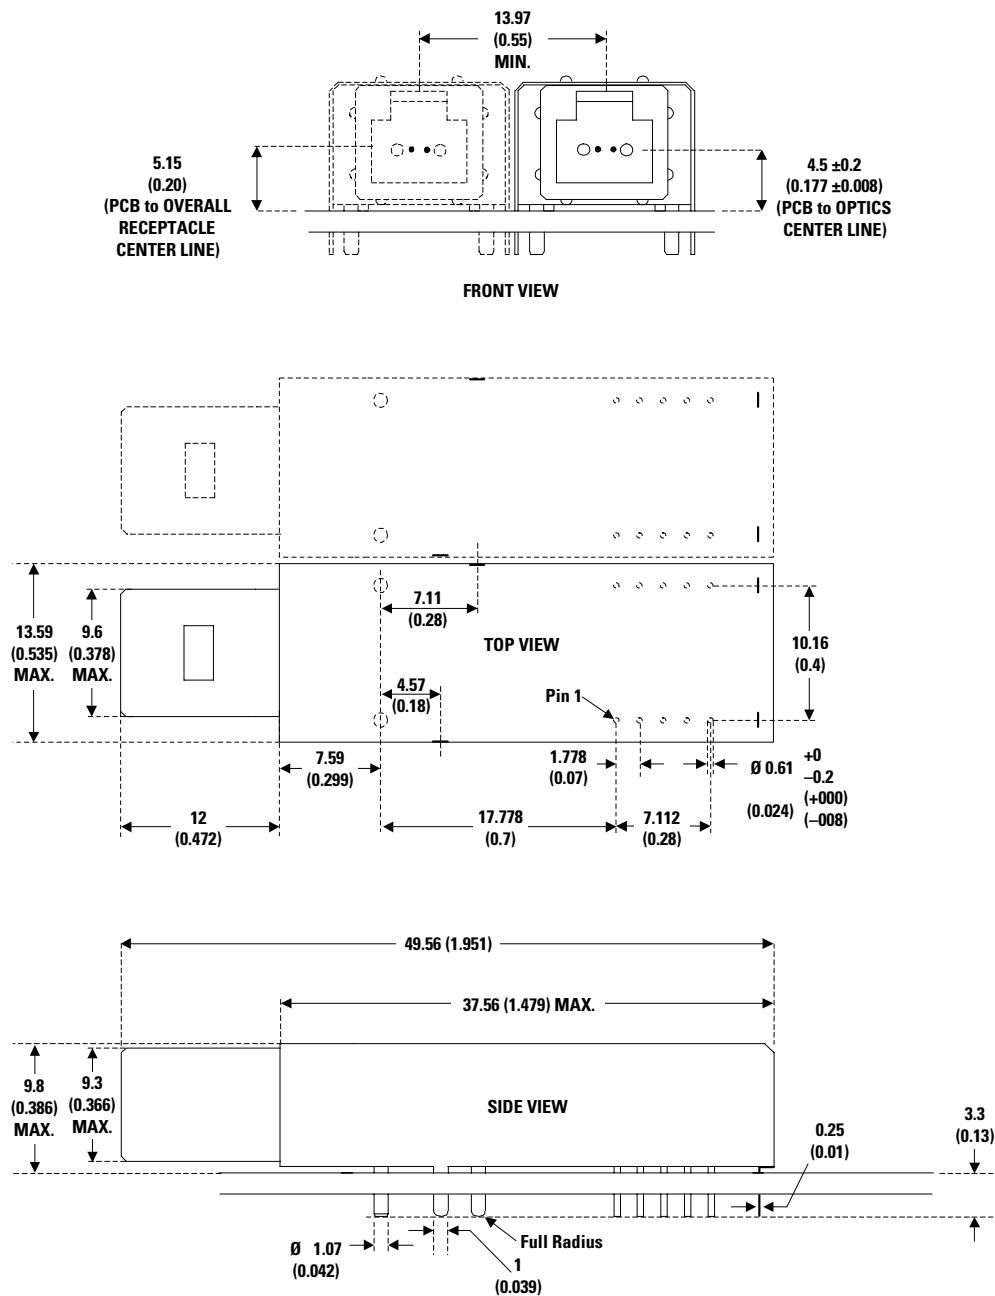 13.97
(0.55)
MIN.
5.15
(0.20)
(PCB to OVERALL
RECEPTACLE
CENTER LINE)
4.5 ±0.2
(0.177 ±0.008)
(PCB to OPTICS
CENTER LINE)
FRONT VIEW
13.59
(0.535)
MAX.
9.6
(0.378)
MAX.
7.11
(0.28)
TOP VIEW
10.16
(0.4)
4.57
(0.18)
Pin 1
7.59
(0.299)
1.778
(0.07)
Ø 0.61 +0
–0.2
(0.024) (+000)
(–008)
12
(0.472)
17.778
(0.7)
7.112
(0.28)
49.56 (1.951)
37.56 (1.479) MAX.
9.8
(0.386)
MAX.
9.3
(0.366)
MAX.
SIDE VIEW
0.25
(0.01)
3.3
(0.13)
Ø 1.07
(0.042)
Full Radius
1
(0.039)